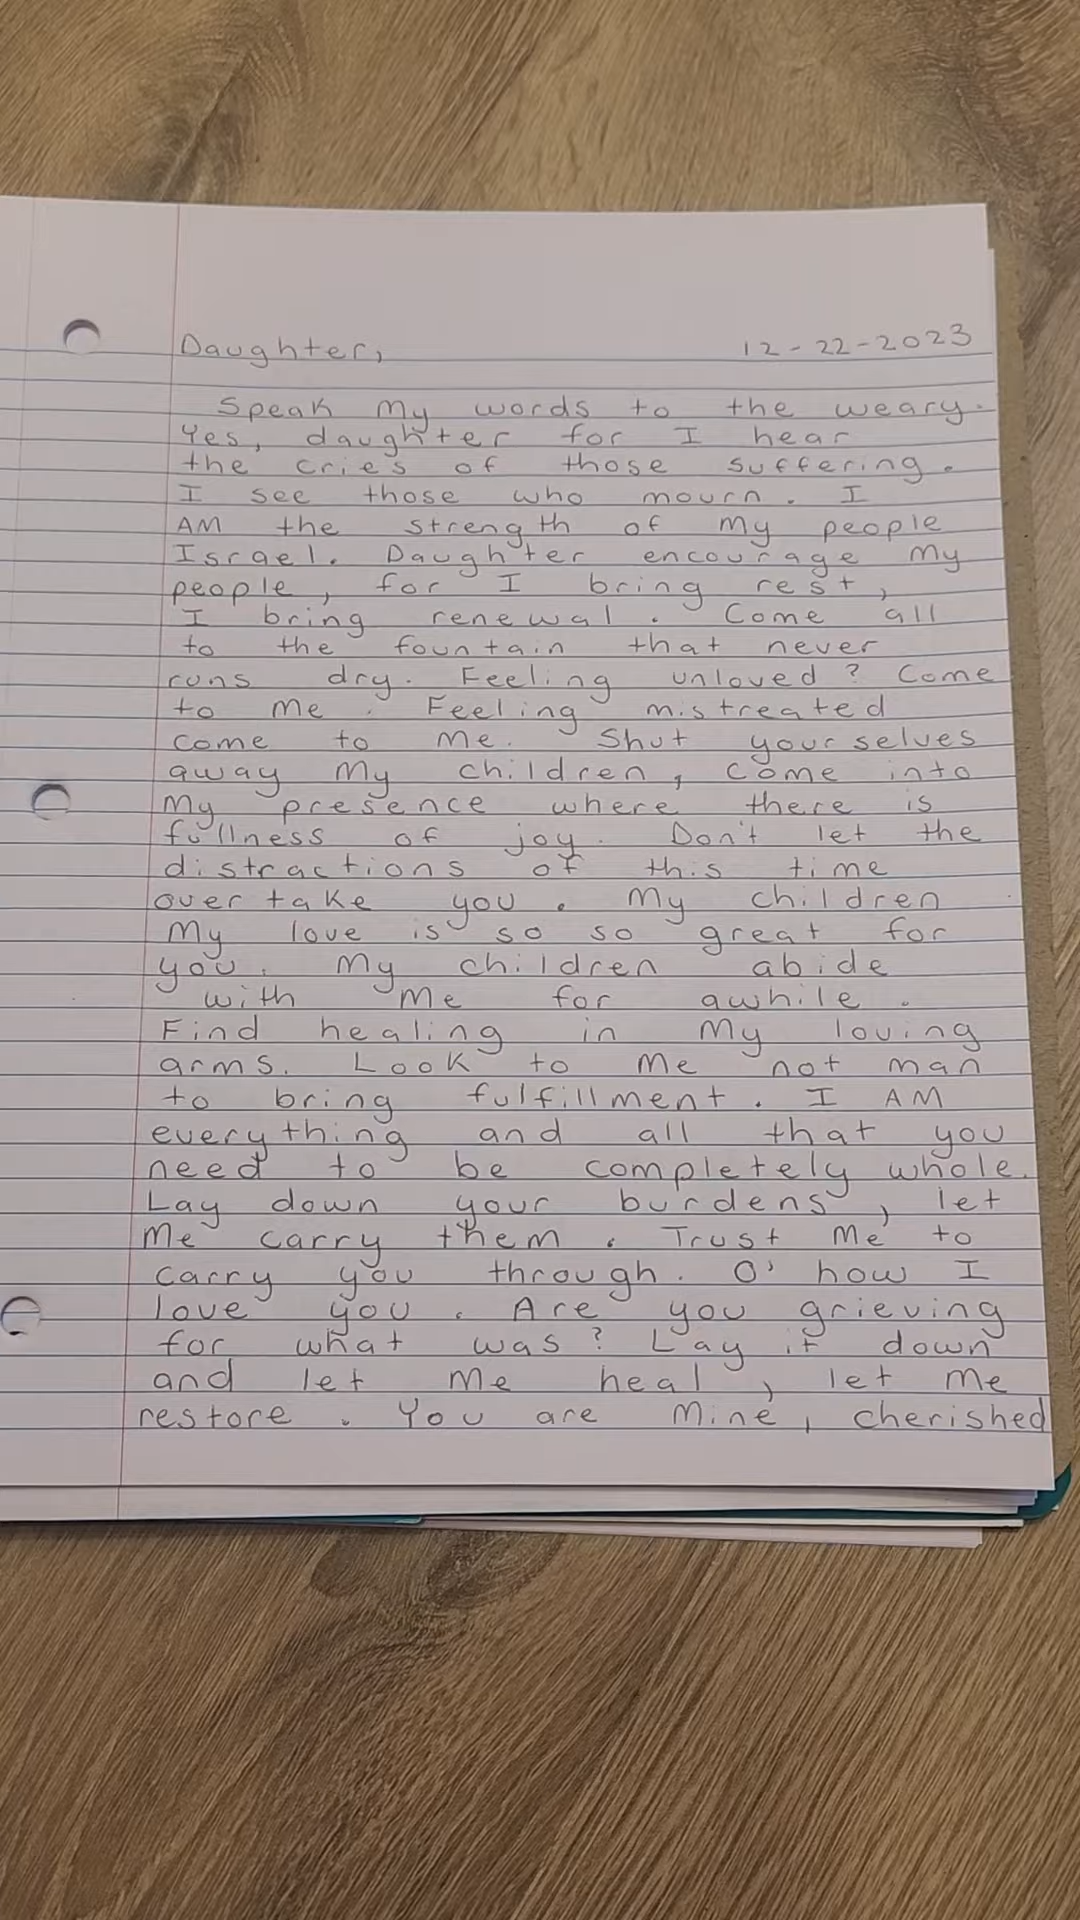 Daughter, 12-22-2023
Speak My words to the weary.
Yes, daughter for I hear
the cries of those suffering.
I see those who mourn. I
AM the strength of My people
Israel. Daughter encourage My
people, for I bring rest,
I bring renewal. Come all
to the fountain that never
runs dry. Feeling unloved? Come
to Me. Feeling mistreated
come to Me. Shut yourselves
away My children, come into
My presence where there is
fullness of joy. Don't let the
distractions of this time
overtake you. My children
My love is so so great for
you. My children abide
with Me for awhile.
Find healing in My loving
arms. Look to Me not man
to bring fulfillment. I AM
everything and all that you
need to be completely whole.
Lay down your burdens, let
Me carry them. Trust Me to
carry you through. O' how I
love you. Are you grieving
for what was? Lay it down
and let Me heal, let Me
restore. You are Mine, cherished